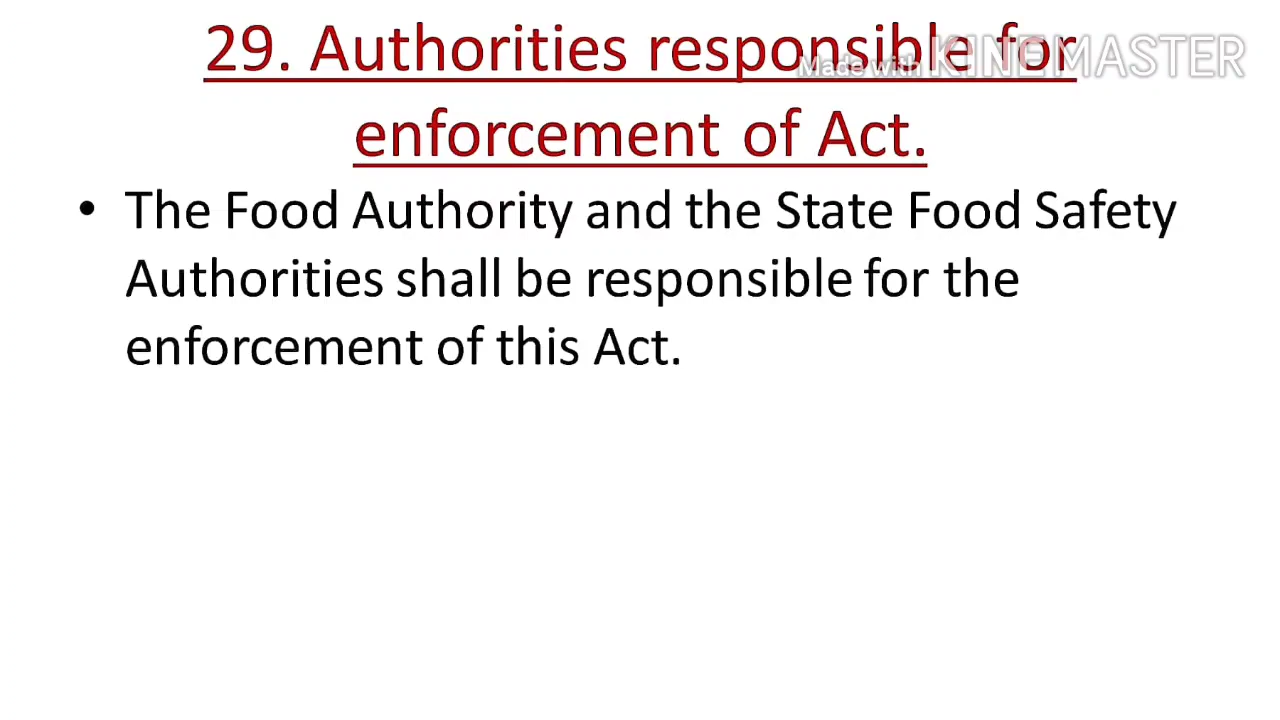 29. Authorities responsible for
Made with KINEMASTER
enforcement of Act.
• The Food Authority and the State Food Safety
Authorities shall be responsible for the
enforcement of this Act.